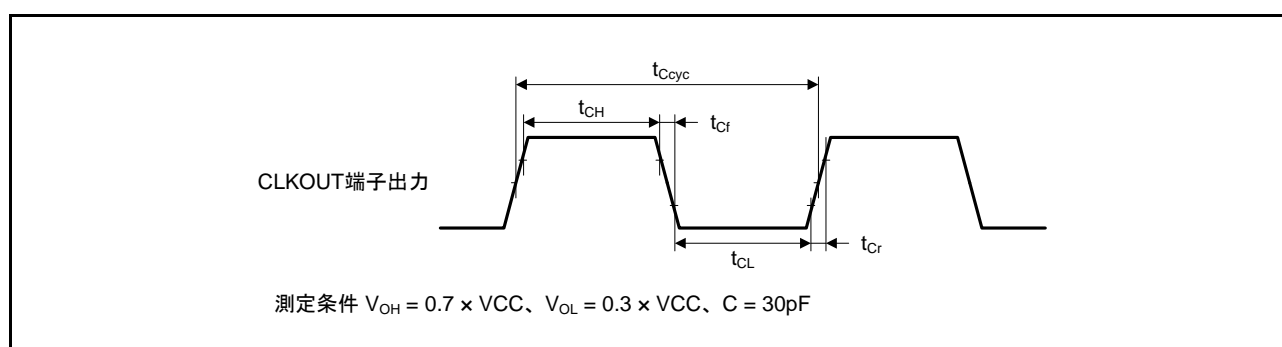 tCcyc
tCH
tCf
CLKOUT端子出力
tCL
tCr
測定条件 VOH = 0.7 × VCC、VOL = 0.3 × VCC、C = 30pF